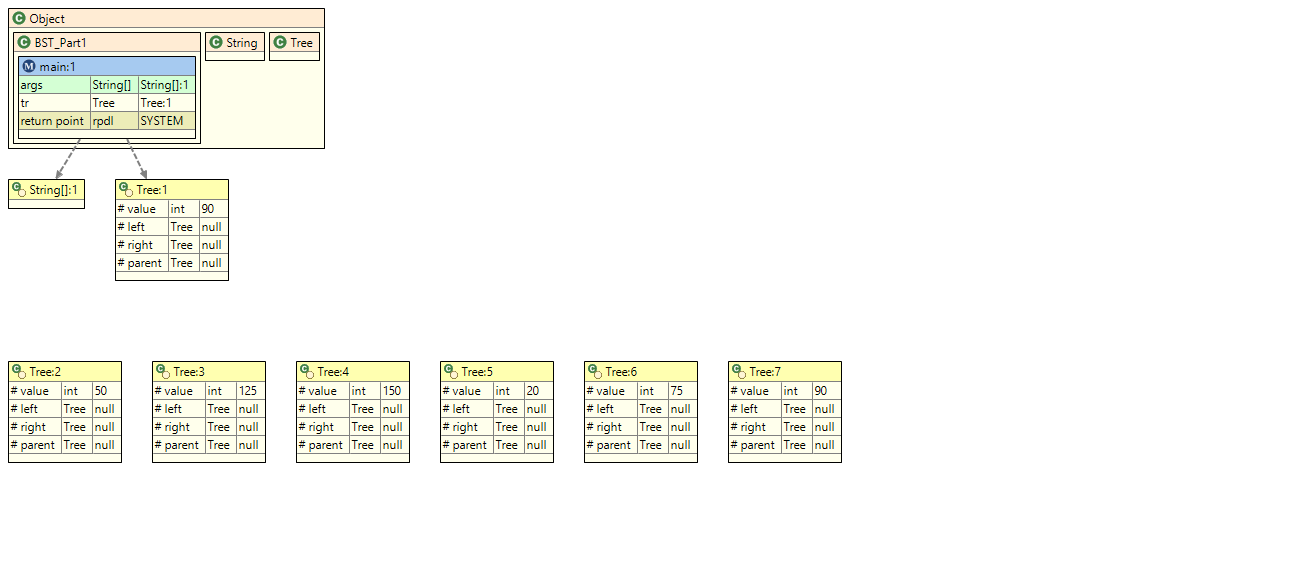 C Object
C BST_Part1
C String
C Tree
M main:1
args String[] String[]:1
tr Tree Tree:1
return point rpdl SYSTEM
C String[]:1
C Tree:1
# value int 90
# left Tree null
# right Tree null
# parent Tree null
C Tree:2
# value int 50
# left Tree null
# right Tree null
# parent Tree null
C Tree:3
# value int 125
# left Tree null
# right Tree null
# parent Tree null
C Tree:4
# value int 150
# left Tree null
# right Tree null
# parent Tree null
C Tree:5
# value int 20
# left Tree null
# right Tree null
# parent Tree null
C Tree:6
# value int 75
# left Tree null
# right Tree null
# parent Tree null
C Tree:7
# value int 90
# left Tree null
# right Tree null
# parent Tree null